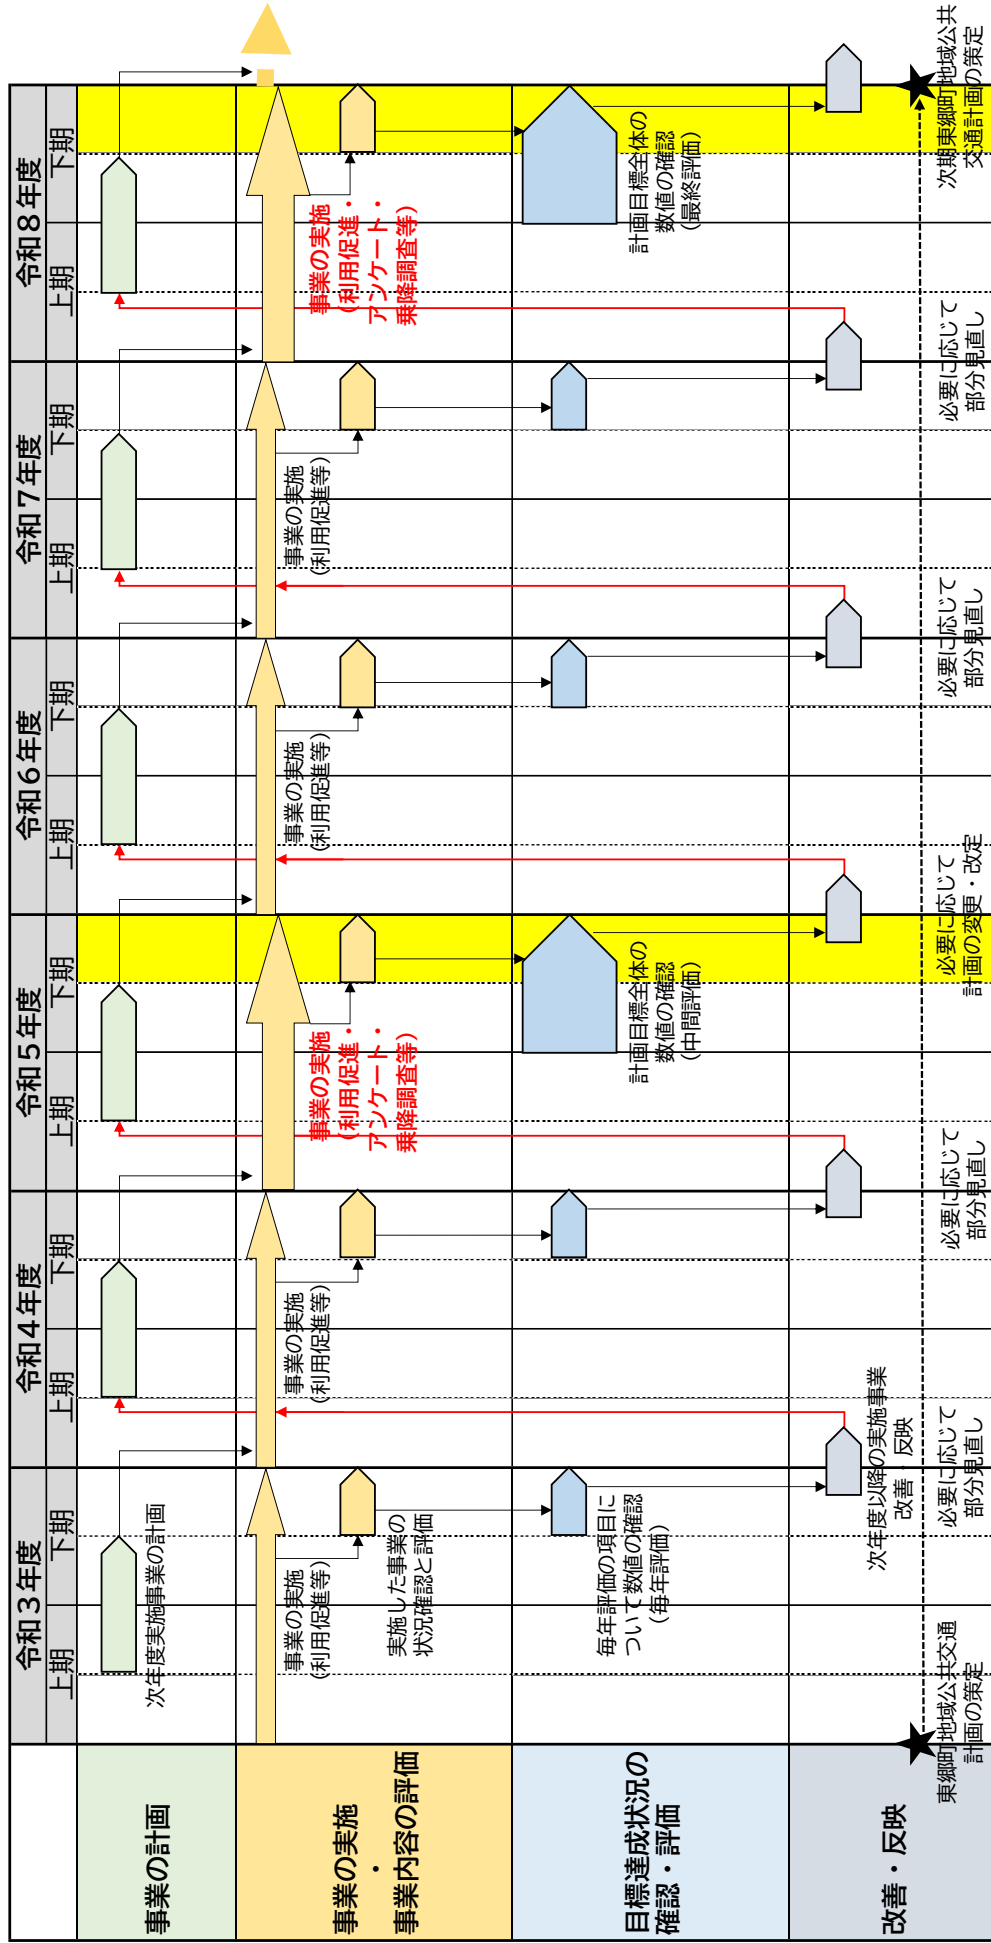 令和３年度
令和４年度
令和５年度
令和６年度
令和７年度
令和８年度
上期
下期
上期
下期
上期
下期
上期
下期
上期
下期
上期
下期
事業の計画
次年度実施事業の計画
事業の実施
・
事業内容の評価
事業の実施
(利用促進等)
実施した事業の
状況確認と評価
事業の実施
(利用促進等)
事業の実施
(利用促進・
アンケート・
乗降調査等)
事業の実施
(利用促進等)
事業の実施
(利用促進等)
事業の実施
(利用促進・
アンケート・
乗降調査等)
目標達成状況の
確認・評価
毎年評価の項目に
ついて数値の確認
(毎年評価)
計画目標全体の
数値の確認
(中間評価)
計画目標全体の
数値の確認
(最終評価)
改善・反映
次年度以降の実施事業
改善・反映
東郷町地域公共交通
計画の策定
必要に応じて
部分見直し
必要に応じて
部分見直し
必要に応じて
計画の変更・改定
必要に応じて
部分見直し
必要に応じて
部分見直し
次期東郷町地域公共
交通計画の策定